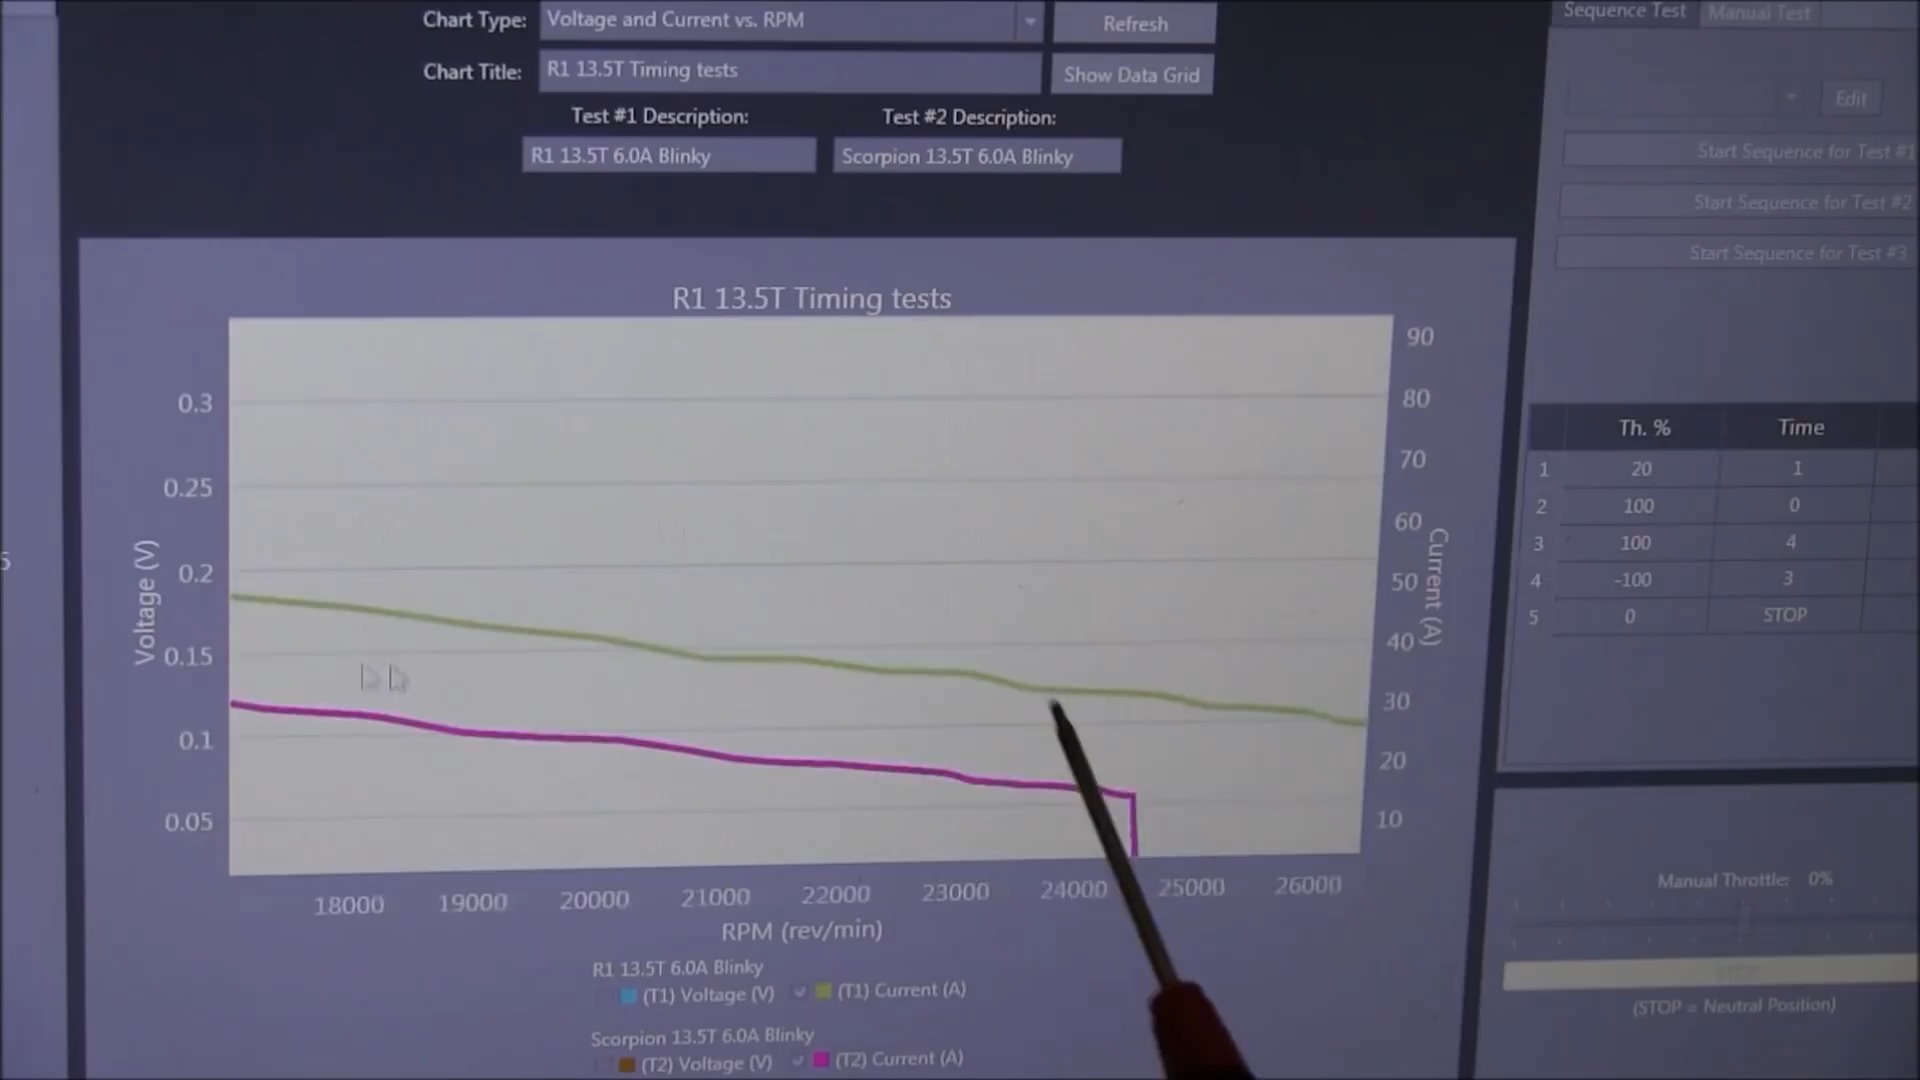 Chart Type: Voltage and Current vs. RPM Refresh
Chart Title: R1 13.5T Timing tests Show Data Grid
Test #1 Description: Test #2 Description:
R1 13.5T 6.0A Blinky Scorpion 13.5T 6.0A Blinky
Sequence Test Manual Test
Edit
Start Sequence for Test #1
Start Sequence for Test #2
Start Sequence for Test #3
R1 13.5T Timing tests
0.3
0.25
0.2
0.15
0.1
0.05
Voltage (V)
90
80
70
60
50
40
30
20
10
Current (A)
18000 19000 20000 21000 22000 23000 24000 25000 26000
RPM (rev/min)
R1 13.5T 6.0A Blinky
(T1) Voltage (V) (T1) Current (A)
Scorpion 13.5T 6.0A Blinky
(T2) Voltage (V) (T2) Current (A)
Th. % Time
1 20 1
2 100 0
3 100 4
4 -100 3
5 0 STOP
Manual Throttle: 0%
STOP
(STOP = Neutral Position)
5